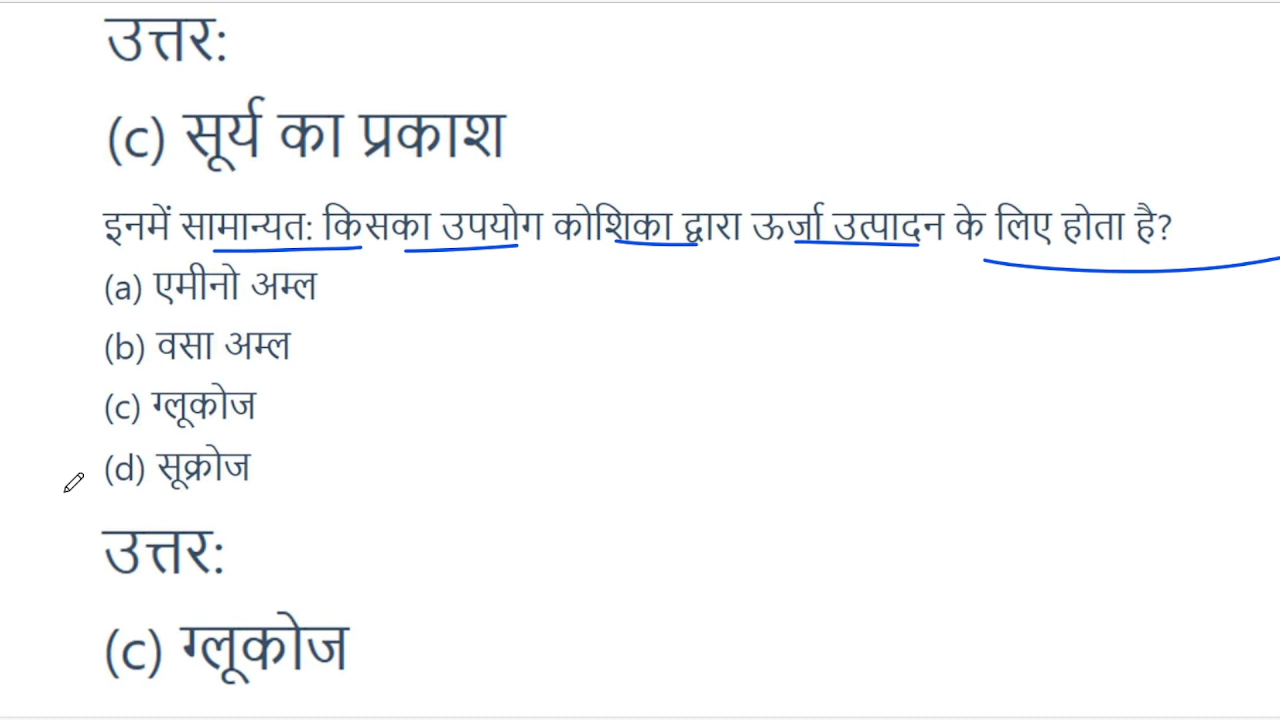 उत्तर:
(c) सूर्य का प्रकाश
इनमें सामान्यत: किसका उपयोग कोशिका द्वारा ऊर्जा उत्पादन के लिए होता है?
(a) एमीनो अम्ल
(b) वसा अम्ल
(c) ग्लूकोज
(d) सूक्रोज
उत्तर:
(c) ग्लूकोज